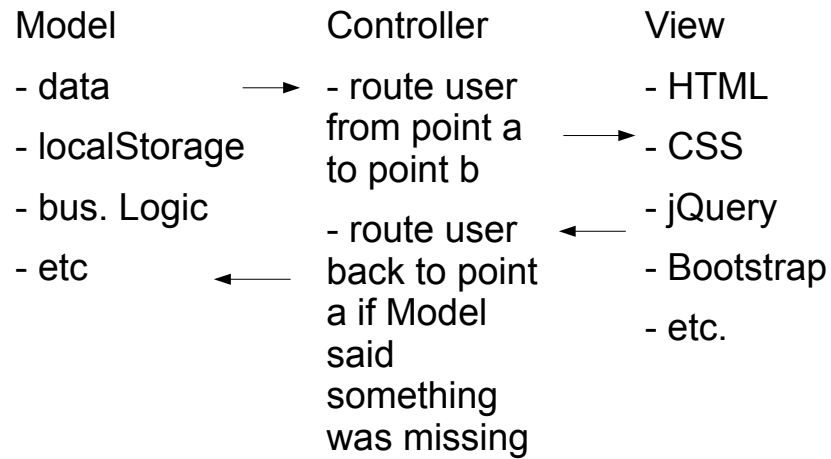 Model
- data
- localStorage
- bus. Logic
- etc
Controller
- route user
from point a
to point b
- route user
back to point
a if Model
said
something
was missing
View
- HTML
- CSS
- jQuery
- Bootstrap
- etc.